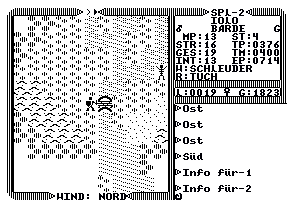 SPL-2
IOLO
♂ BARDE G
MP:13 ST:4
STR:16 TP:0376
GES:19 TM:0400
INT:13 EP:0714
W:SCHLEUDER
R:TUCH
L:0019 ♀ G:1823
Ost
Ost
Ost
Süd
Info für-1
Info für-2
WIND: NORD